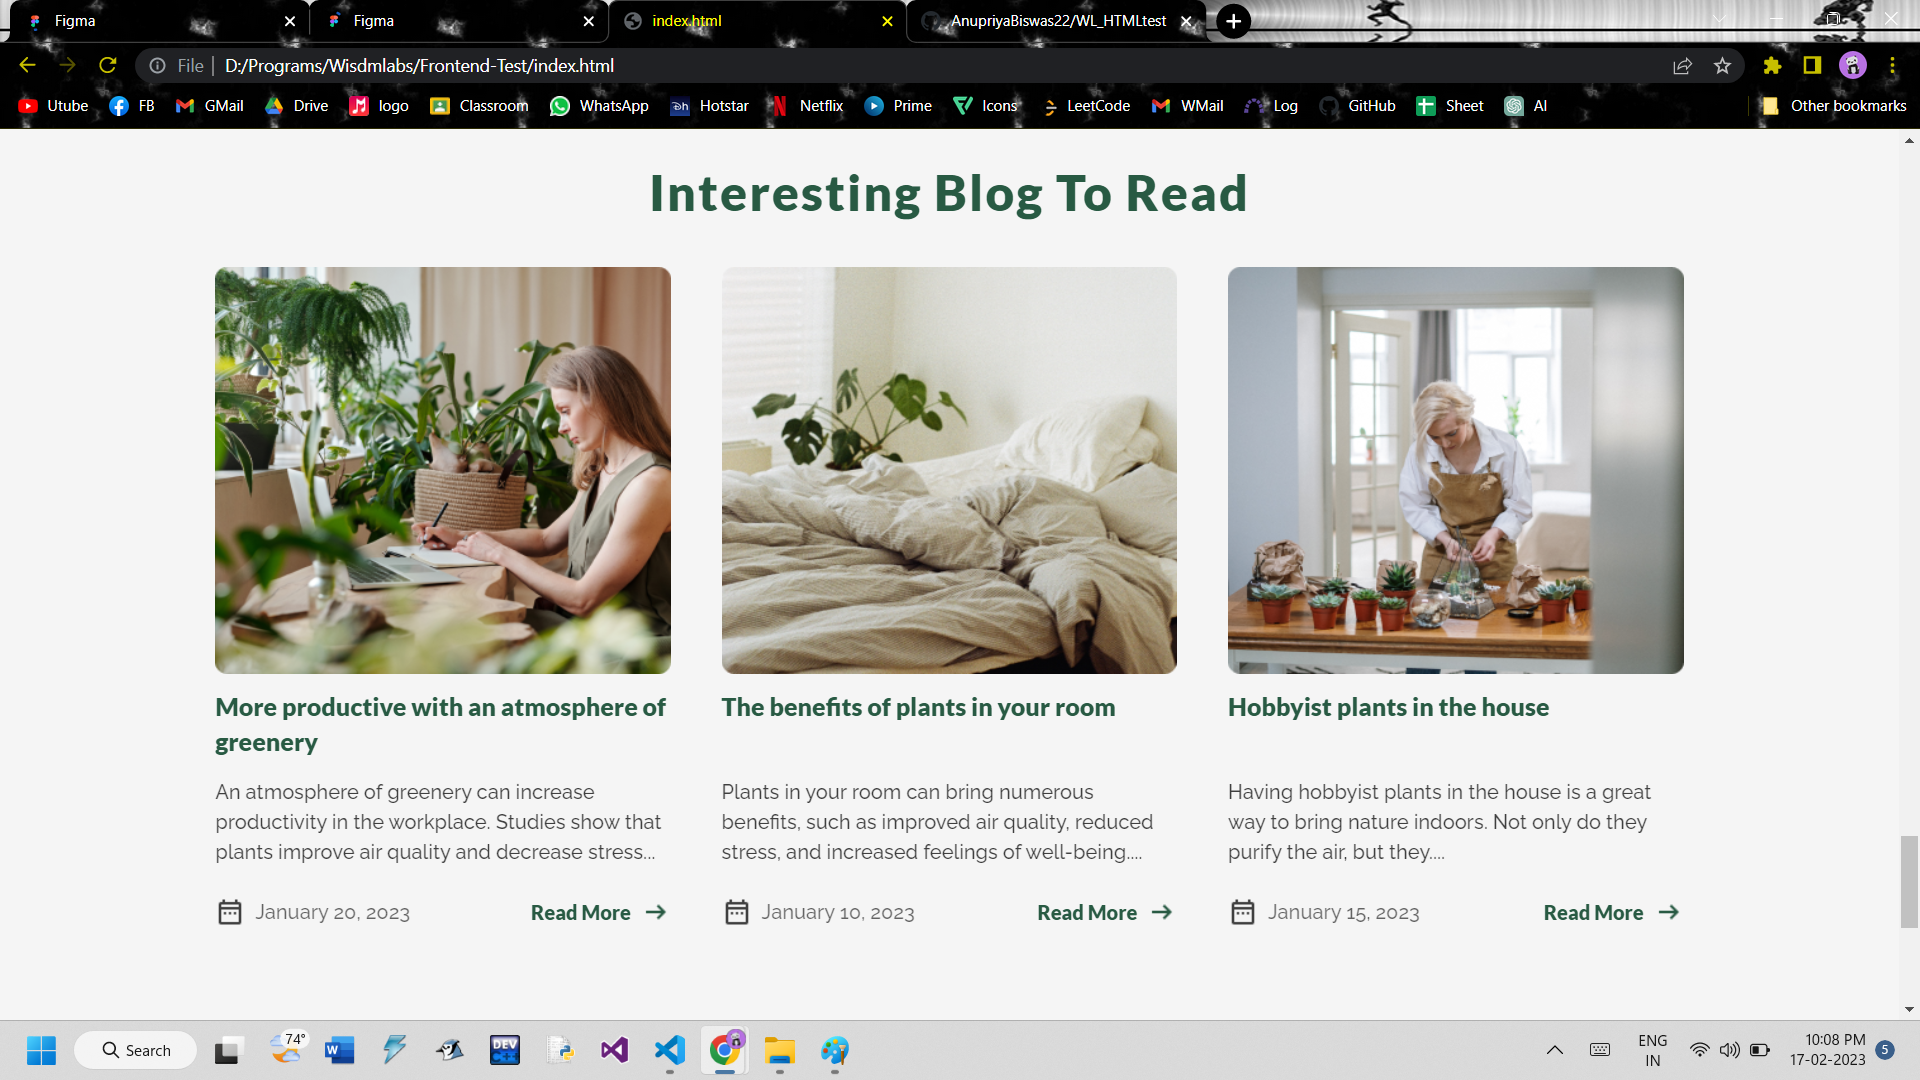 Figma
Figma
index.html
AnupriyaBiswas22/WL_HTMLtest
File | D:/Programs/Wisdmlabs/Frontend-Test/index.html
Utube FB GMail Drive logo Classroom WhatsApp Hotstar Netflix Prime Icons LeetCode WMail Log GitHub Sheet AI Other bookmarks
Interesting Blog To Read
More productive with an atmosphere of
greenery
An atmosphere of greenery can increase
productivity in the workplace. Studies show that
plants improve air quality and decrease stress...
January 20, 2023 Read More
The benefits of plants in your room
Plants in your room can bring numerous
benefits, such as improved air quality, reduced
stress, and increased feelings of well-being....
January 10, 2023 Read More
Hobbyist plants in the house
Having hobbyist plants in the house is a great
way to bring nature indoors. Not only do they
purify the air, but they....
January 15, 2023 Read More
Search
74°
W
DEV
C++
ENG
IN
10:08 PM
17-02-2023
5